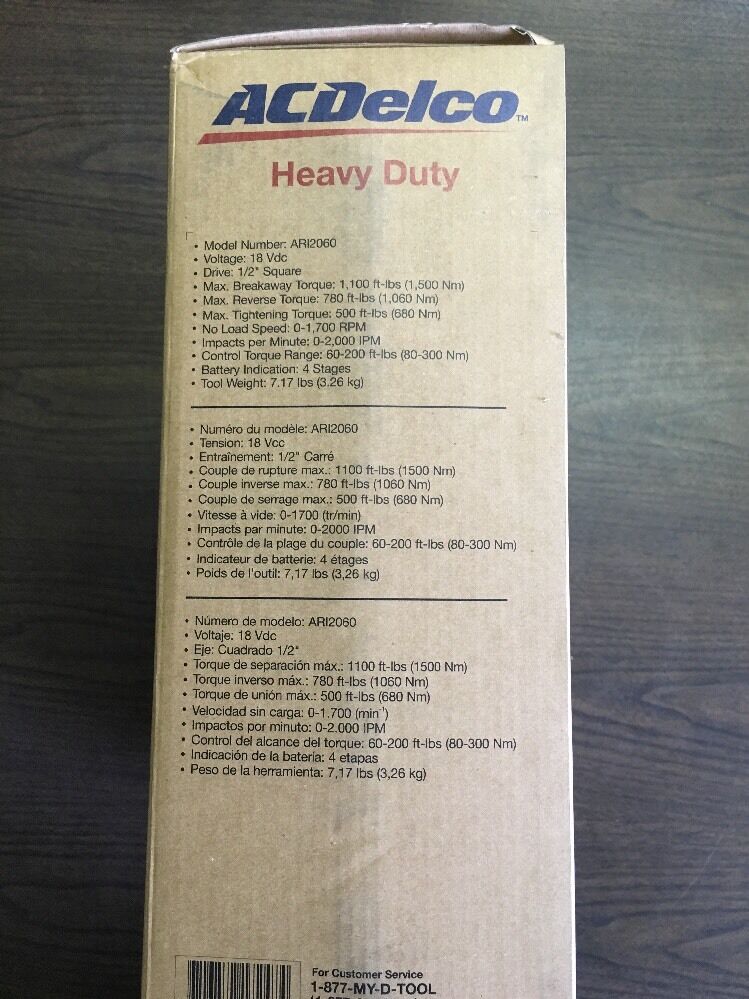 ACDelco™
Heavy Duty
• Model Number: ARI2060
• Voltage: 18 Vdc
• Drive: 1/2" Square
• Max. Breakaway Torque: 1,100 ft-lbs (1,500 Nm)
• Max. Reverse Torque: 780 ft-lbs (1,060 Nm)
• Max. Tightening Torque: 500 ft-lbs (680 Nm)
• No Load Speed: 0-1,700 RPM
• Impacts per Minute: 0-2,000 IPM
• Control Torque Range: 60-200 ft-lbs (80-300 Nm)
• Battery Indication: 4 Stages
• Tool Weight: 7.17 lbs (3.26 kg)
• Numéro du modèle: ARI2060
• Tension: 18 Vcc
• Entraînement: 1/2" Carré
• Couple de rupture max.: 1100 ft-lbs (1500 Nm)
• Couple inverse max.: 780 ft-lbs (1060 Nm)
• Couple de serrage max.: 500 ft-lbs (680 Nm)
• Vitesse à vide: 0-1700 (tr/min)
• Impacts par minute: 0-2000 IPM
• Contrôle de la plage du couple: 60-200 ft-lbs (80-300 Nm)
• Indicateur de batterie: 4 étages
• Poids de l'outil: 7,17 lbs (3,26 kg)
• Número de modelo: ARI2060
• Voltaje: 18 Vdc
• Eje: Cuadrado 1/2"
• Torque de separación máx.: 1100 ft-lbs (1500 Nm)
• Torque inverso máx.: 780 ft-lbs (1060 Nm)
• Torque de unión máx.: 500 ft-lbs (680 Nm)
• Velocidad sin carga: 0-1.700 (min⁻¹)
• Impactos por minuto: 0-2.000 IPM
• Control del alcance del torque: 60-200 ft-lbs (80-300 Nm)
• Indicación de la batería: 4 etapas
• Peso de la herramienta: 7,17 lbs (3,26 kg)
For Customer Service
1-877-MY-D-TOOL